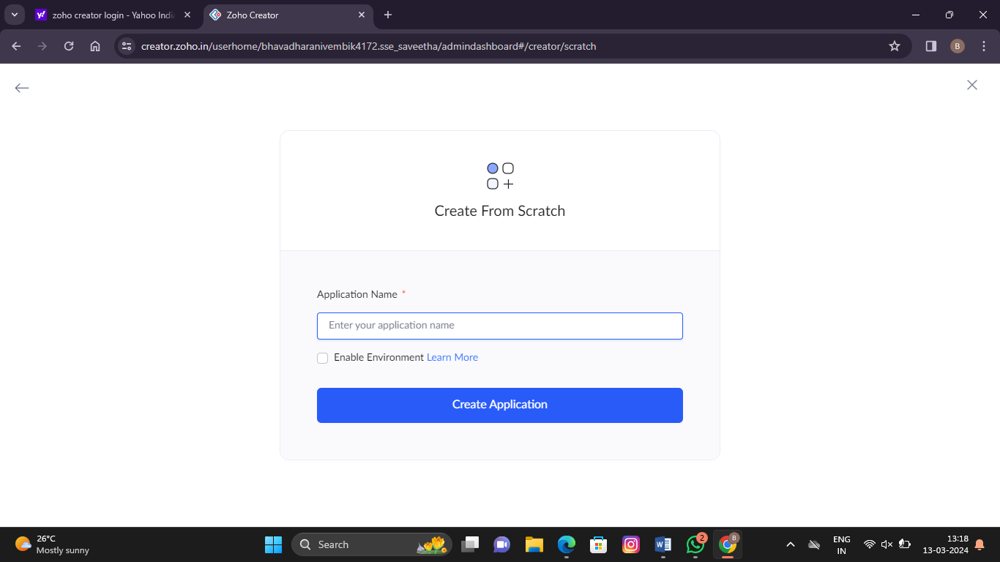 zoho creator login - Yahoo Indi
Zoho Creator
creator.zoho.in/userhome/bhavadharanivembik4172.sse_saveetha/admindashboard#/creator/scratch
B
Create From Scratch
Application Name *
Enter your application name
Enable Environment Learn More
Create Application
26°C
Mostly sunny
Search
2
B
ENG
IN
13:18
13-03-2024